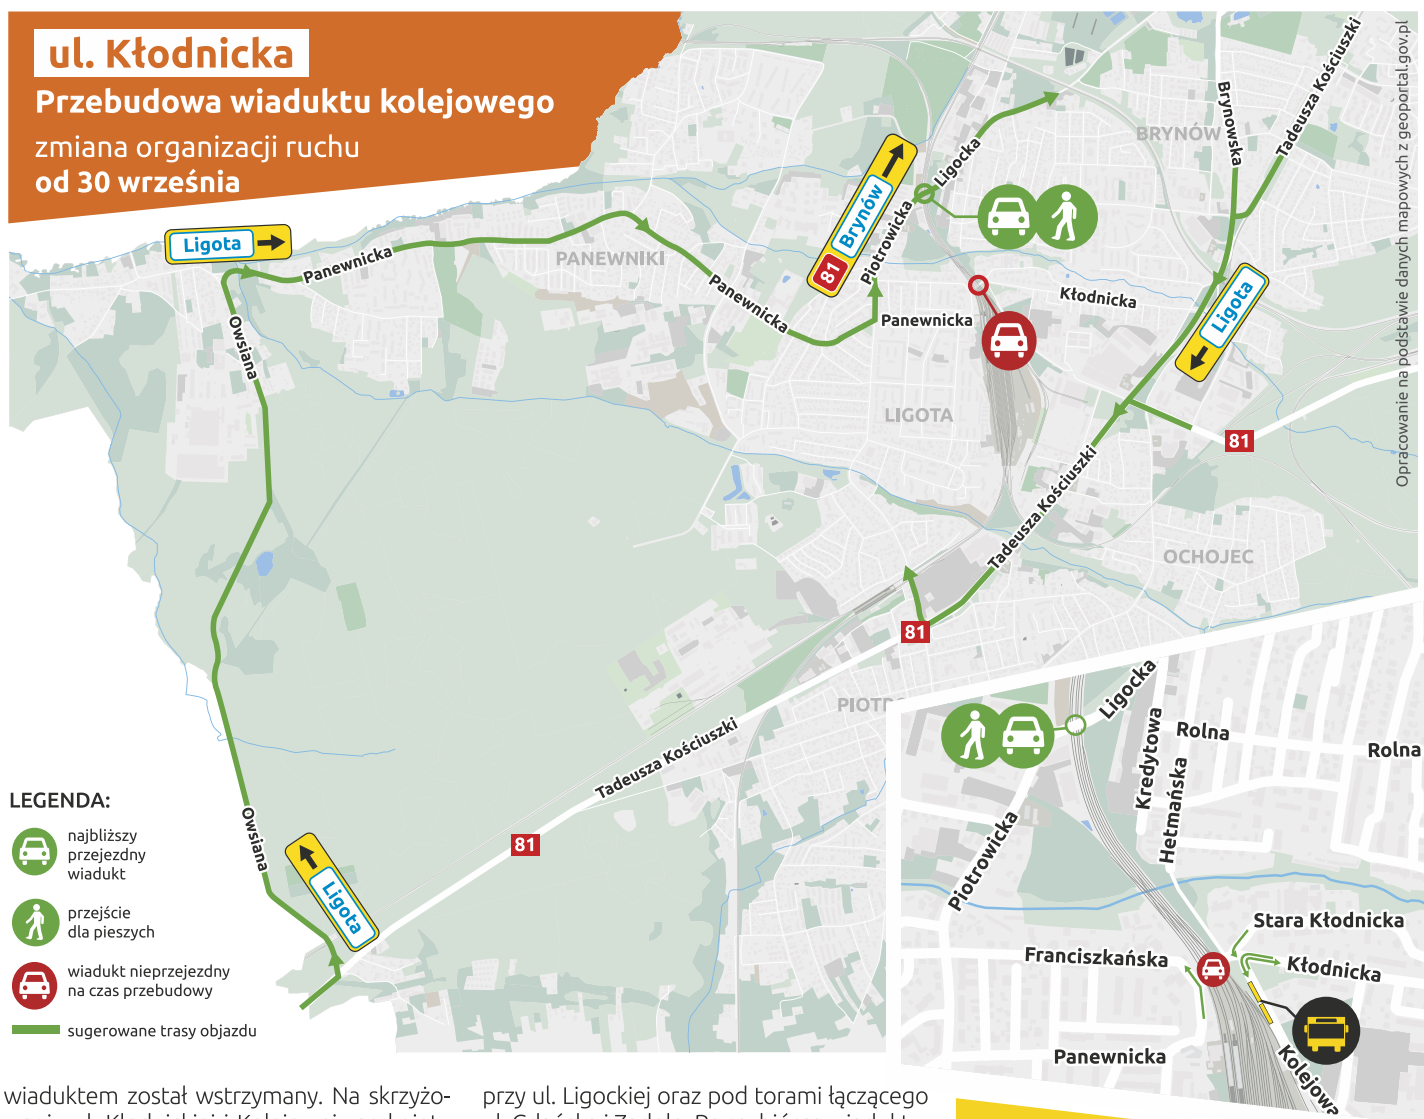 ul. Kłodnicka
Przebudowa wiaduktu kolejowego
zmiana organizacji ruchu
od 30 września
Opracowanie na podstawie danych mapowych z geoportal.gov.pl
Brynowska
Tadeusza Kościuszki
BRYNÓW
Ligocka
81 Brynów
Piotrowicka
Ligota
Panewnicka
PANEWNIKI
Owsiana
Panewnicka
Panewnicka
Kłodnicka
Ligota
LIGOTA
81
Tadeusza Kościuszki
OCHOJEC
81
PIOTR
Tadeusza Kościuszki
81
Owsiana
Ligota
LEGENDA:
najbliższy
przejezdny
wiadukt
przejście
dla pieszych
wiadukt nieprzejezdny
na czas przebudowy
sugerowane trasy objazdu
Ligocka
Kredytowa
Rolna
Rolna
Hetmańska
Piotrowicka
Stara Kłodnicka
Franciszkańska
Kłodnicka
Panewnicka
Kolejowa
wiaduktem został wstrzymany. Na skrzyżo-
przy ul. Ligockiej oraz pod torami łączącego